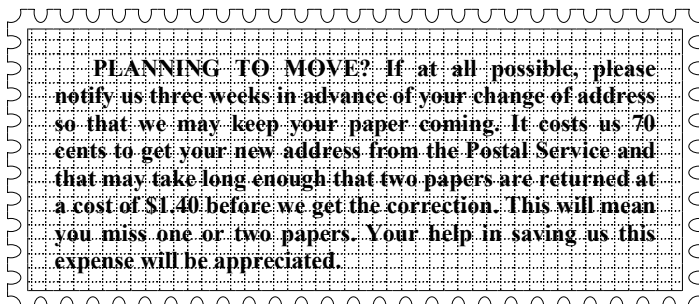 PLANNING TO MOVE? If at all possible, please
notify us three weeks in advance of your change of address
so that we may keep your paper coming. It costs us 70
cents to get your new address from the Postal Service and
that may take long enough that two papers are returned at
a cost of $1.40 before we get the correction. This will mean
you miss one or two papers. Your help in saving us this
expense will be appreciated.